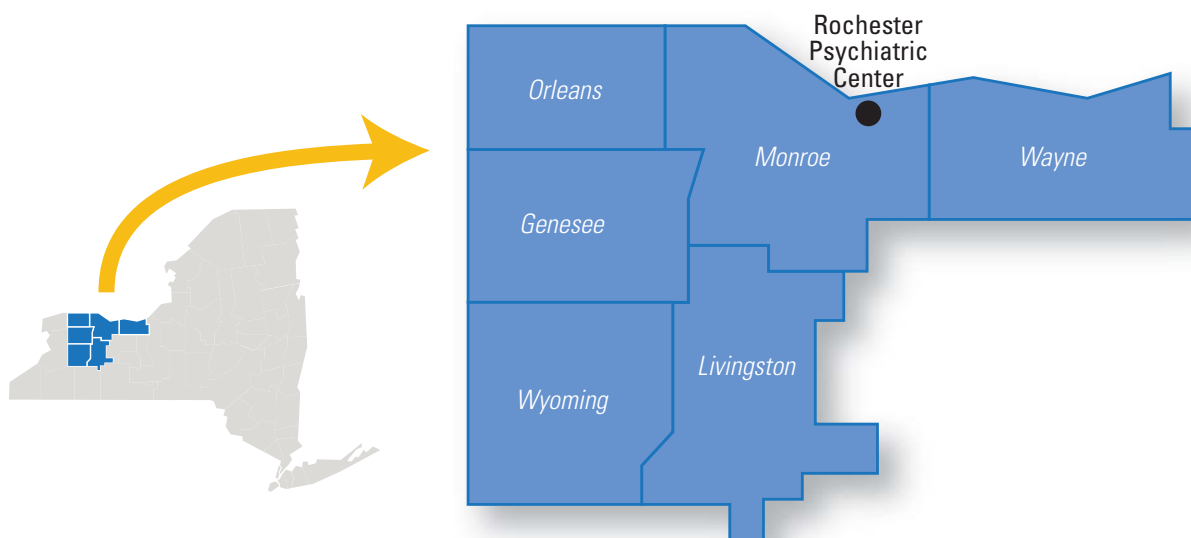 Rochester
Psychiatric
Center
Orleans
Monroe
Wayne
Genesee
Livingston
Wyoming